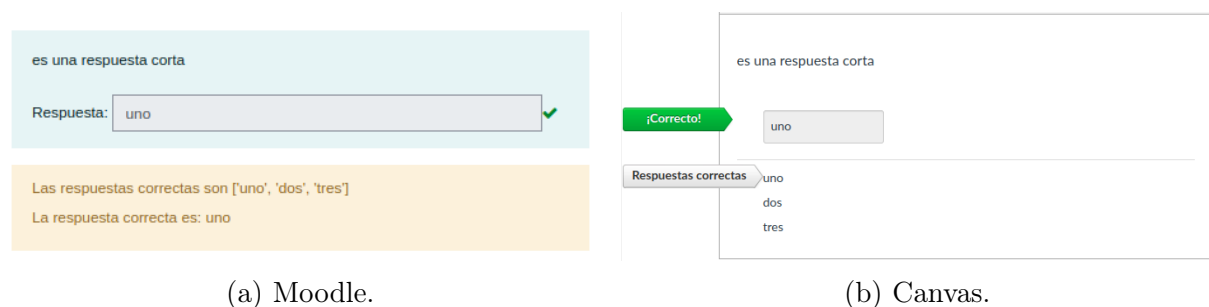 es una respuesta corta
Respuesta: uno
Las respuestas correctas son ['uno', 'dos', 'tres']
La respuesta correcta es: uno
(a) Moodle.
es una respuesta corta
¡Correcto!
uno
Respuestas correctas
uno
dos
tres
(b) Canvas.